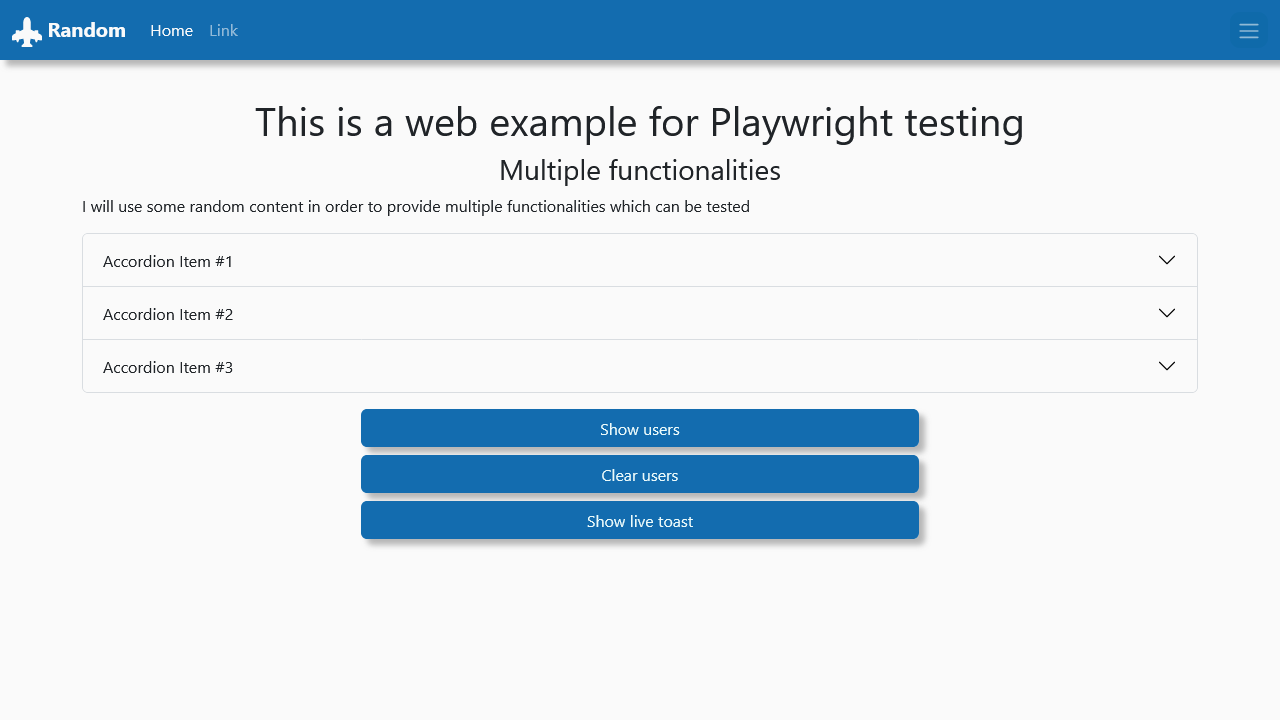 Random Home Link
This is a web example for Playwright testing
Multiple functionalities
I will use some random content in order to provide multiple functionalities which can be tested
Accordion Item #1
Accordion Item #2
Accordion Item #3
Show users
Clear users
Show live toast